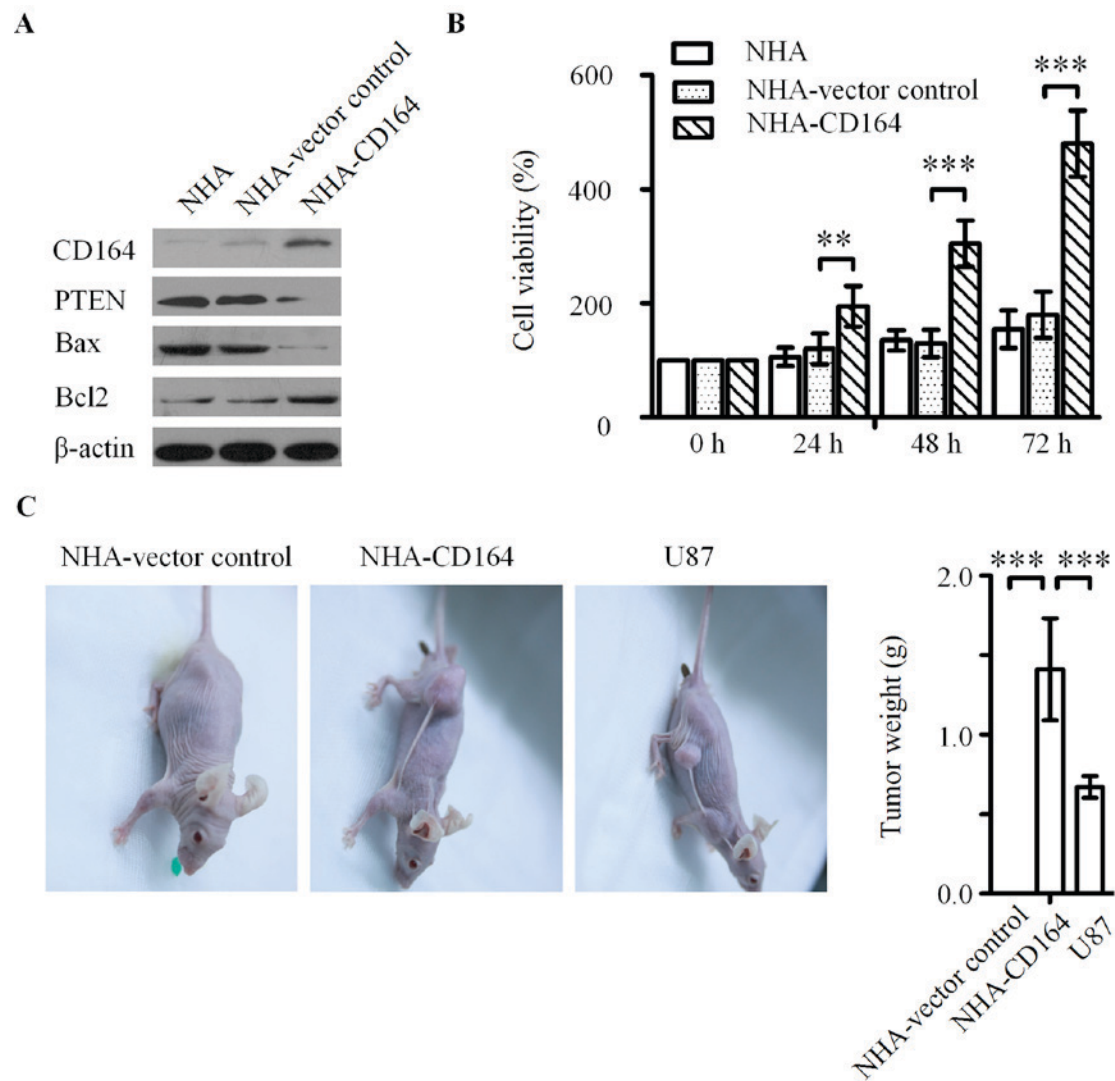 A
NHA
NHA-vector control
NHA-CD164
CD164
PTEN
Bax
Bcl2
β-actin
B
NHA
NHA-vector control
NHA-CD164
Cell viability (%)
600
400
200
0
**
***
***
0 h
24 h
48 h
72 h
C
NHA-vector control
NHA-CD164
U87
Tumor weight (g)
2.0
1.0
0.0
*** ***
NHA-vector control
NHA-CD164
U87